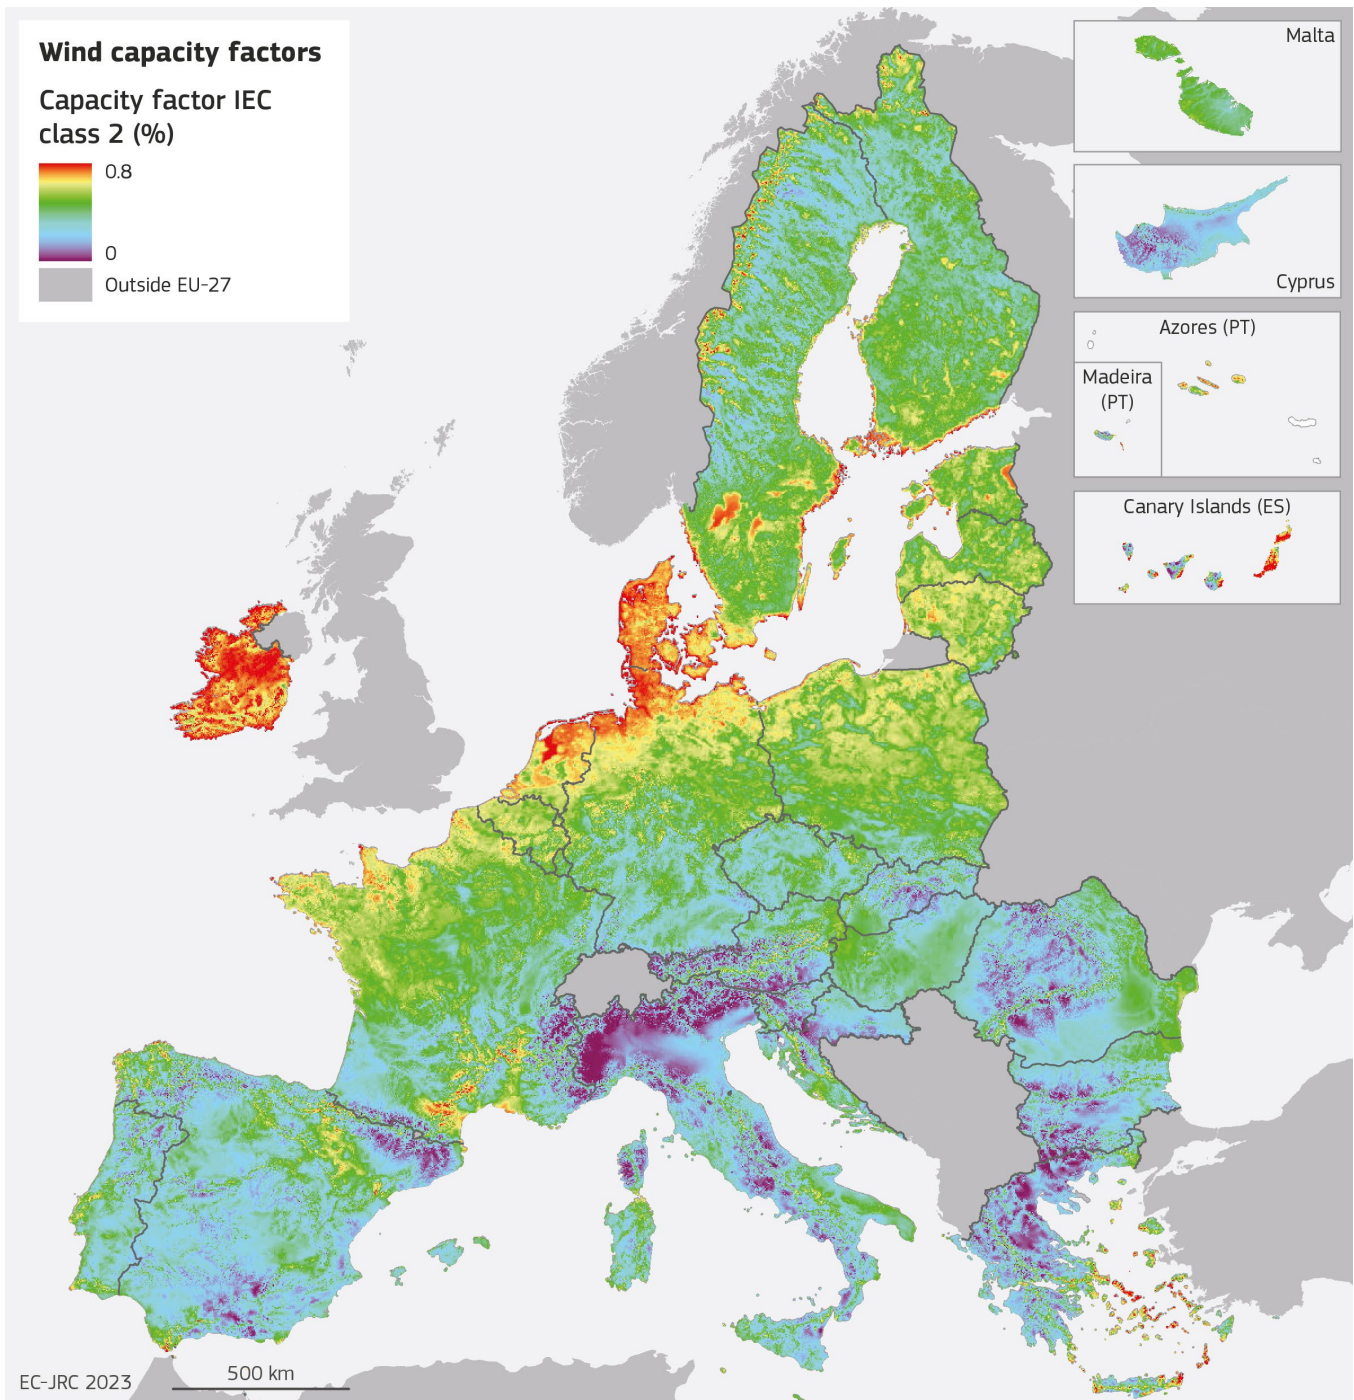 Wind capacity factors
Capacity factor IEC
class 2 (%)
0.8
0
Outside EU-27
Malta
Cyprus
Azores (PT)
Madeira
(PT)
Canary Islands (ES)
500 km
EC-JRC 2023